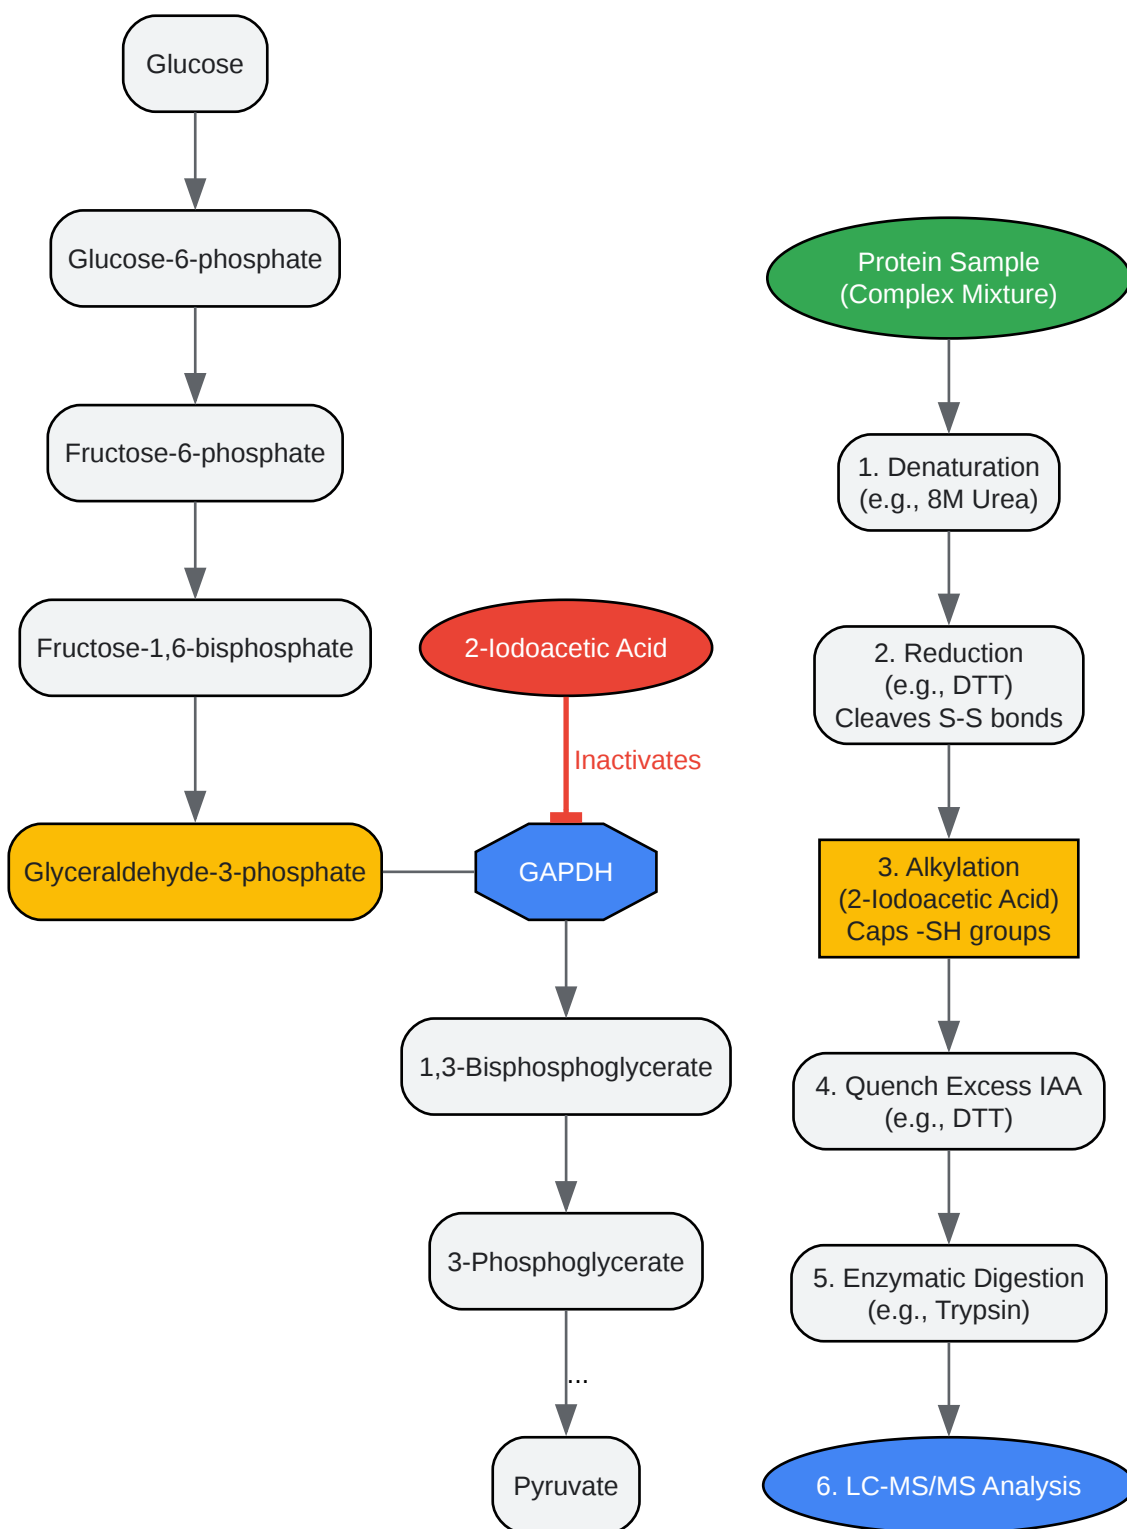 Glucose
Glucose-6-phosphate
Fructose-6-phosphate
Fructose-1,6-bisphosphate
Glyceraldehyde-3-phosphate
2-Iodoacetic Acid
Inactivates
GAPDH
1,3-Bisphosphoglycerate
3-Phosphoglycerate
...
Pyruvate
Protein Sample
(Complex Mixture)
1. Denaturation
(e.g., 8M Urea)
2. Reduction
(e.g., DTT)
Cleaves S-S bonds
3. Alkylation
(2-Iodoacetic Acid)
Caps -SH groups
4. Quench Excess IAA
(e.g., DTT)
5. Enzymatic Digestion
(e.g., Trypsin)
6. LC-MS/MS Analysis